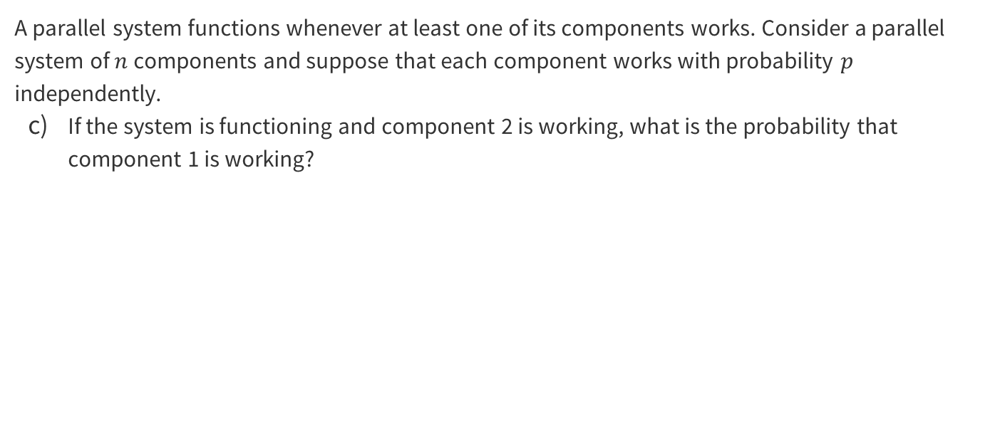 A parallel system functions whenever at least one of its components works. Consider a parallel
system of n components and suppose that each component works with probability p
independently.
c) If the system is functioning and component 2 is working, what is the probability that
component 1 is working?